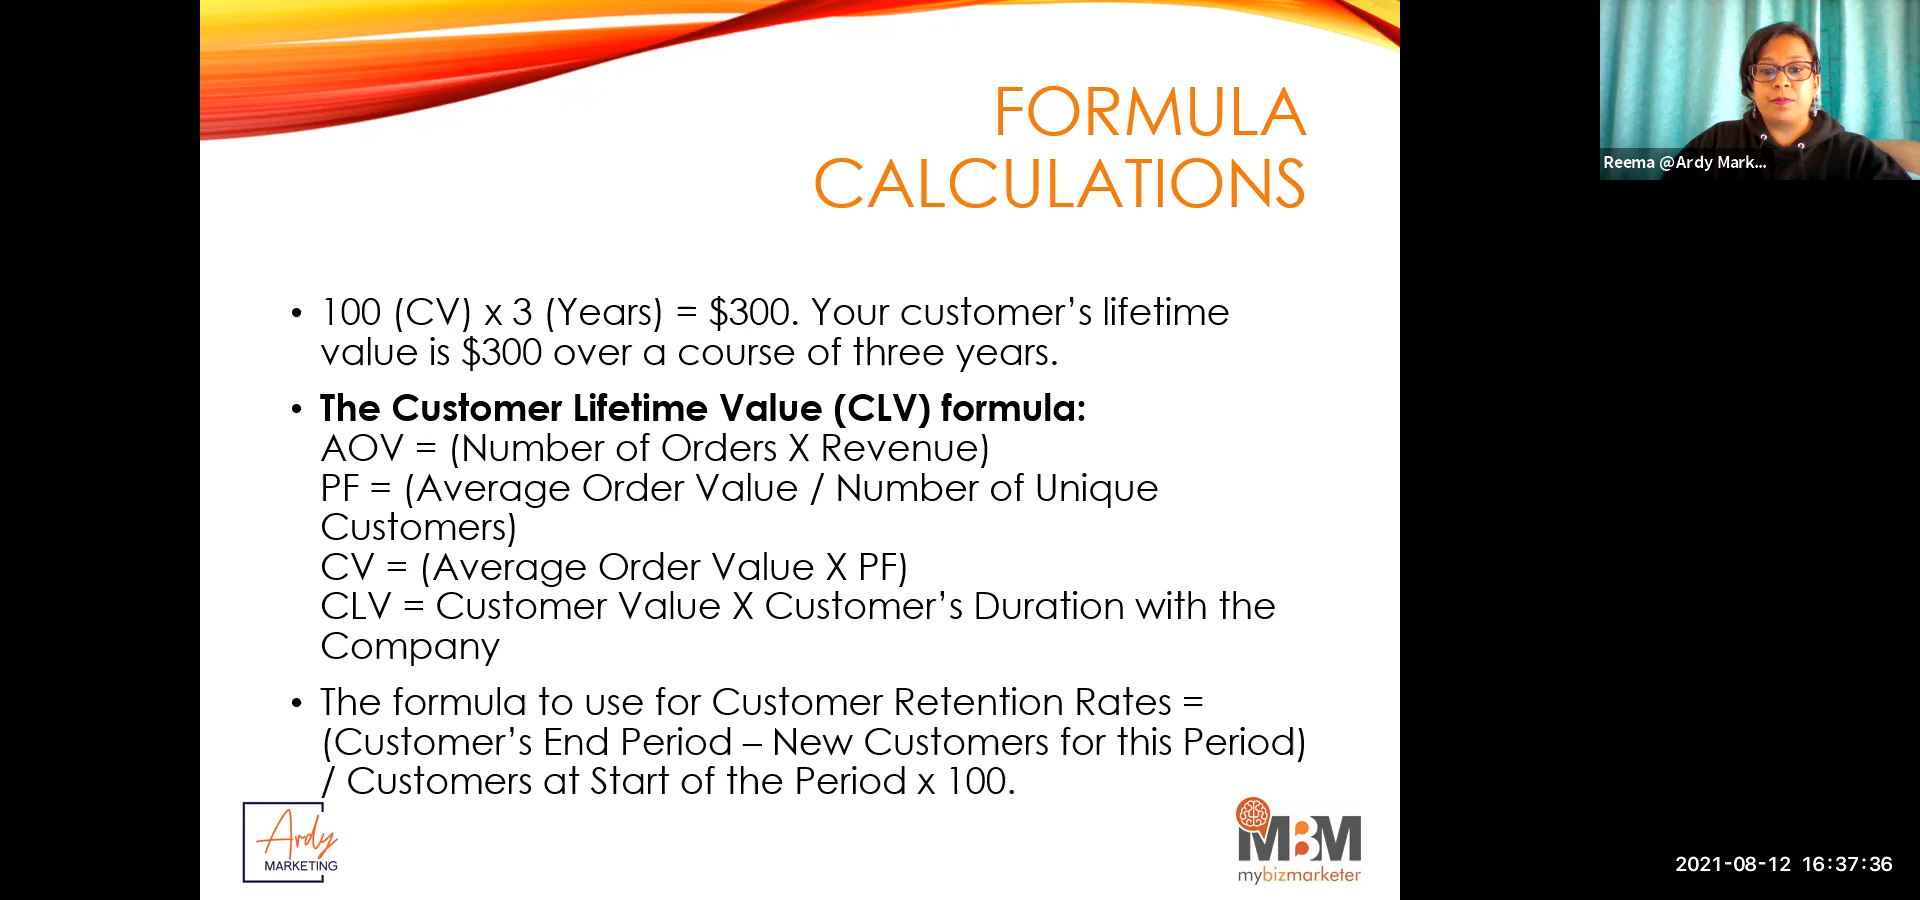 FORMULA
CALCULATIONS
• 100 (CV) x 3 (Years) = $300. Your customer’s lifetime
value is $300 over a course of three years.
• The Customer Lifetime Value (CLV) formula:
AOV = (Number of Orders X Revenue)
PF = (Average Order Value / Number of Unique
Customers)
CV = (Average Order Value X PF)
CLV = Customer Value X Customer’s Duration with the
Company
• The formula to use for Customer Retention Rates =
(Customer’s End Period – New Customers for this Period)
/ Customers at Start of the Period x 100.
Ardy
MARKETING
MBM
mybizmarketer
Reema @Ardy Mark...
2021-08-12 16:37:36